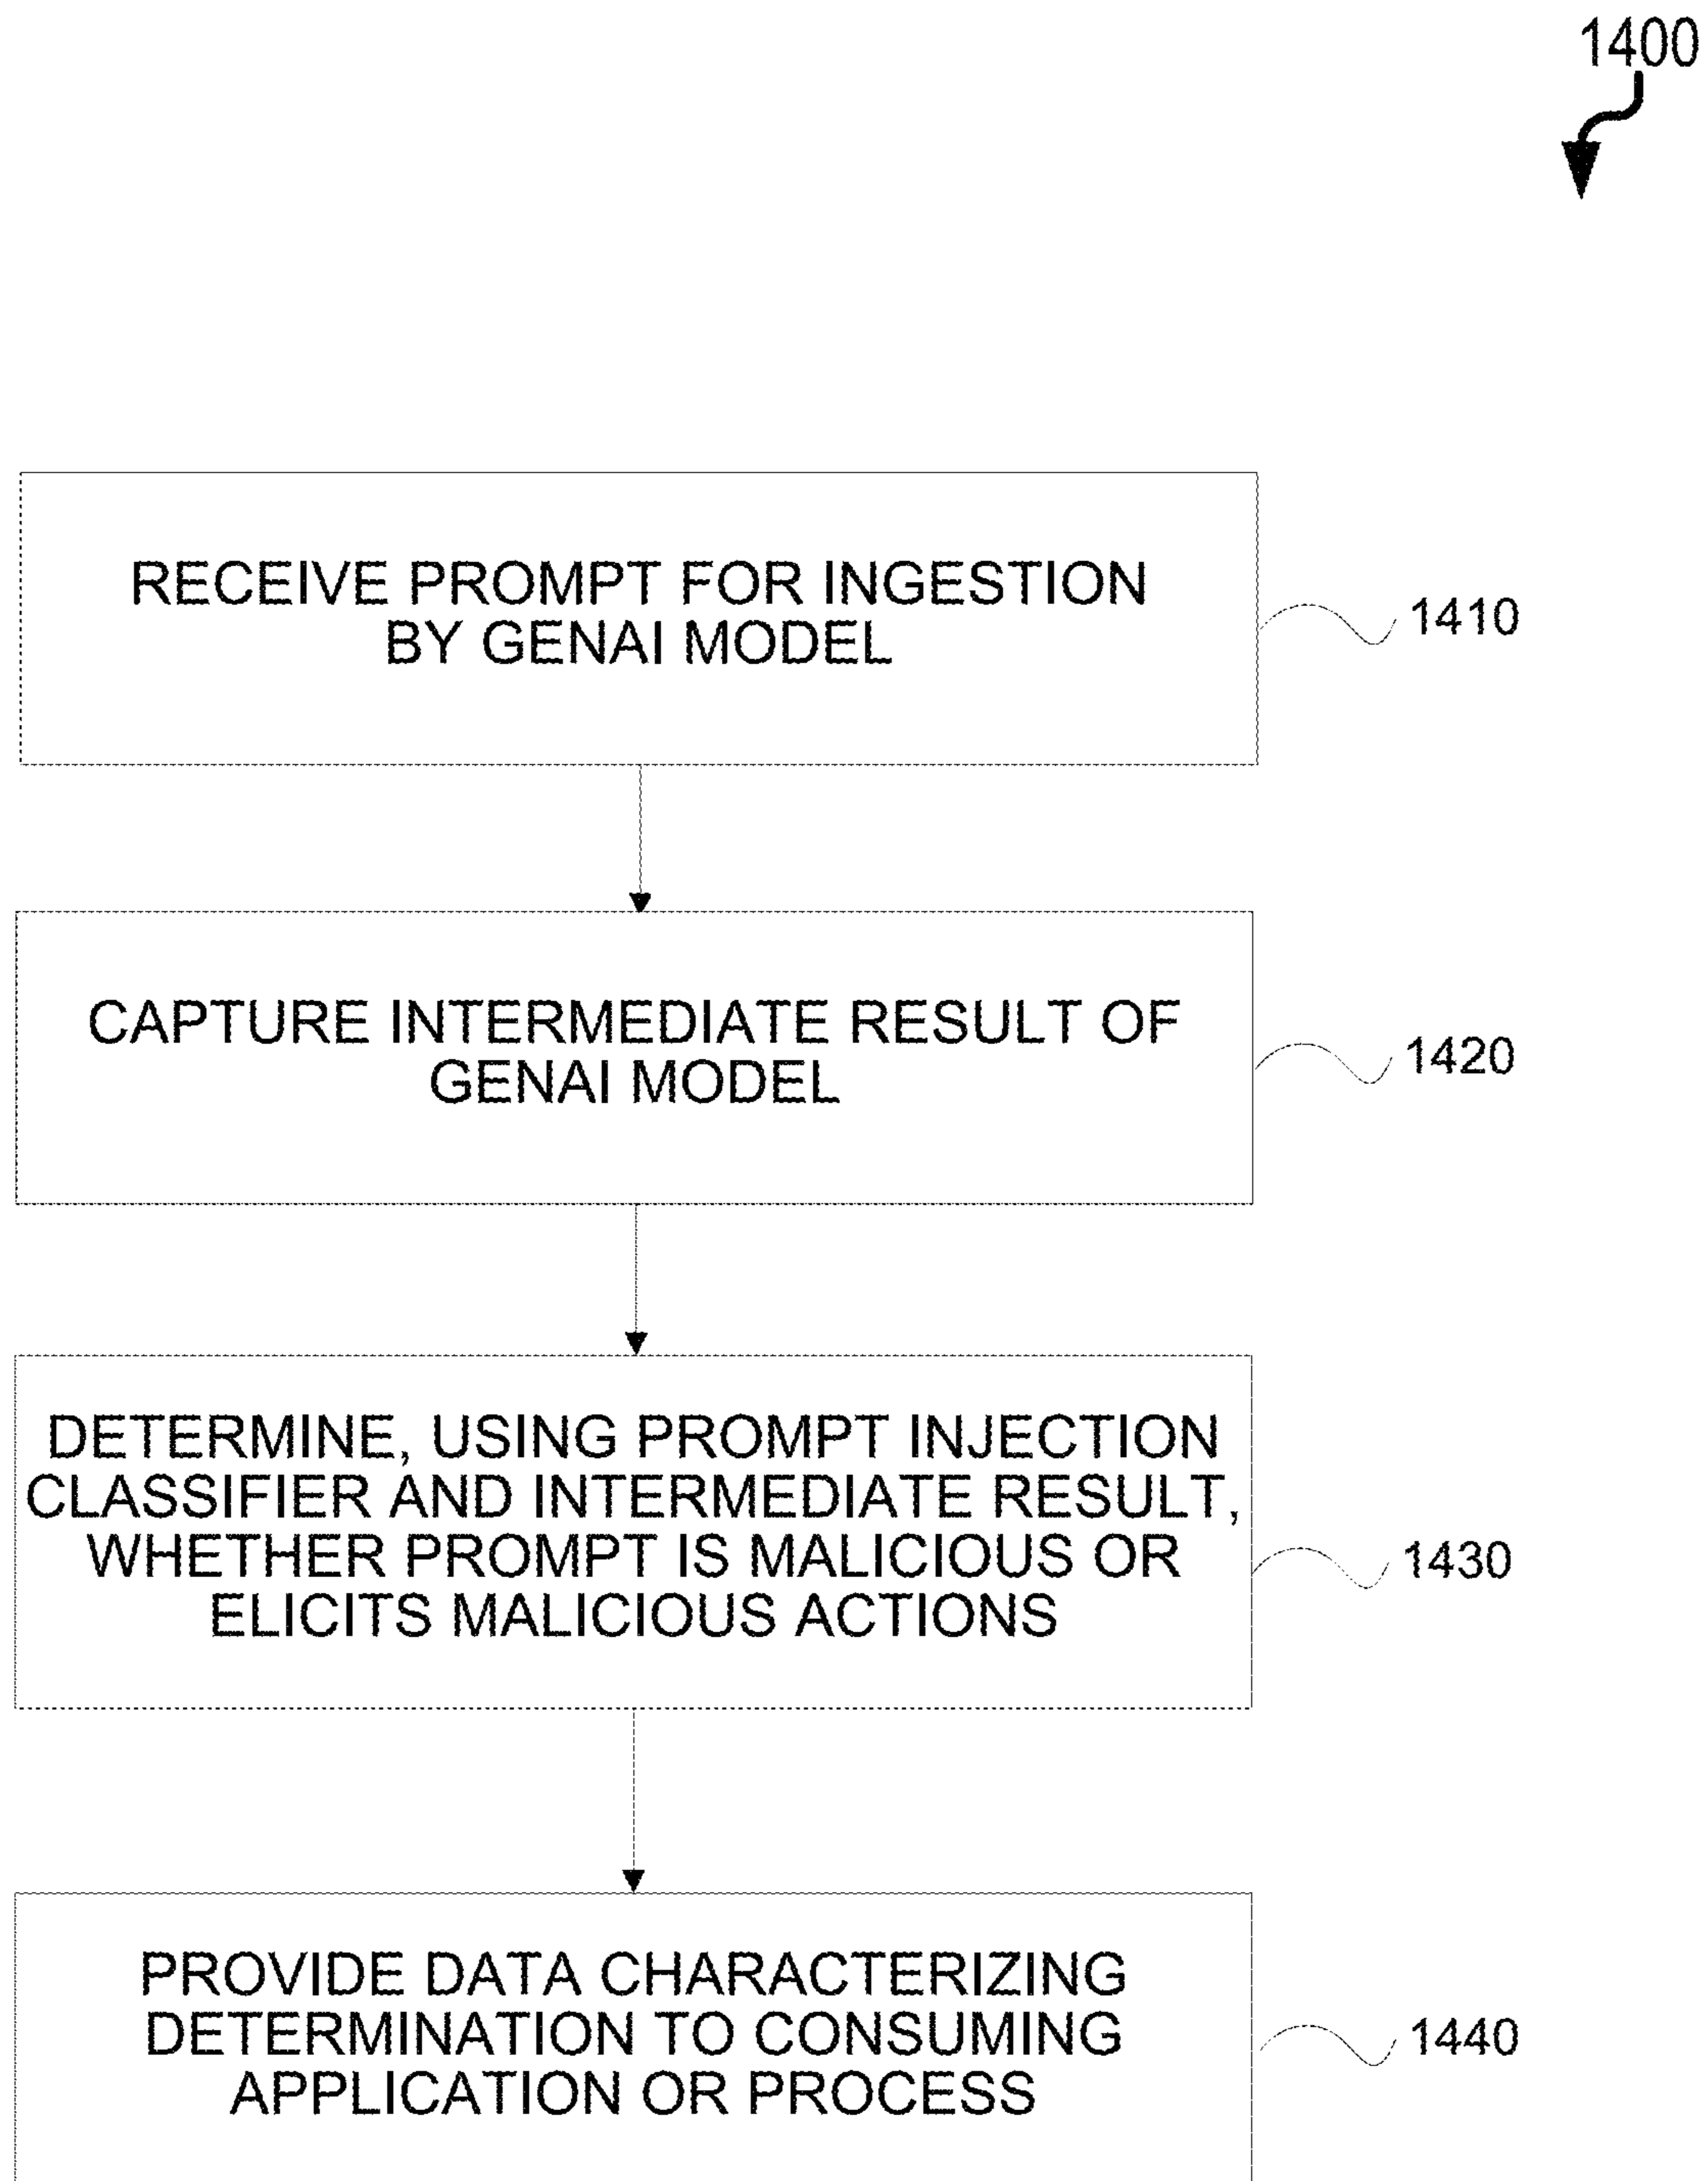 1400
RECEIVE PROMPT FOR INGESTION
BY GENAI MODEL
1410
CAPTURE INTERMEDIATE RESULT OF
GENAI MODEL
1420
DETERMINE, USING PROMPT INJECTION
CLASSIFIER AND INTERMEDIATE RESULT,
WHETHER PROMPT IS MALICIOUS OR
ELICITS MALICIOUS ACTIONS
1430
PROVIDE DATA CHARACTERIZING
DETERMINATION TO CONSUMING
APPLICATION OR PROCESS
1440